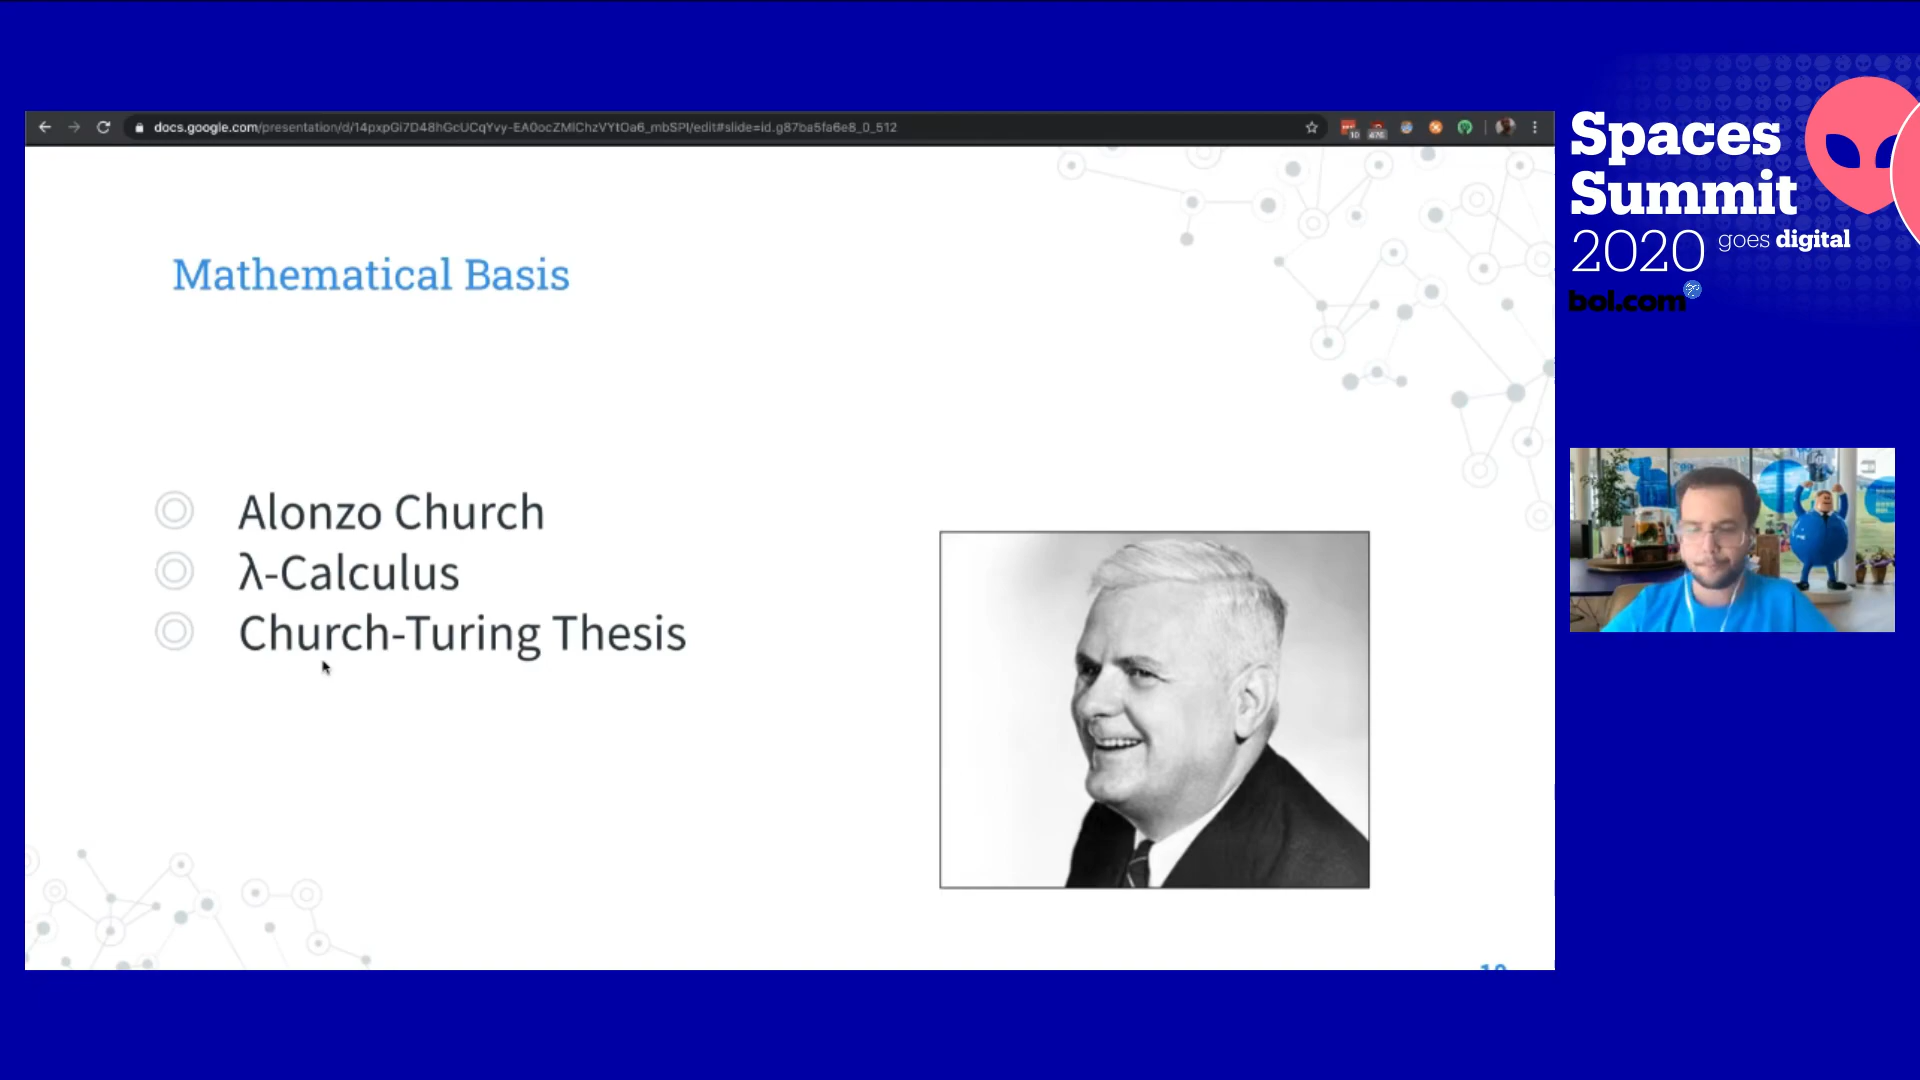 docs.google.com/presentation/d/14pxpGi7D48hGcUCqYvy-EA0ocZMIChzVYtOa6_mbSPI/edit#slide=id.g87ba5fa6e8_0_512
Mathematical Basis
Alonzo Church
λ-Calculus
Church-Turing Thesis
Spaces
Summit
2020 goes digital
bol.com